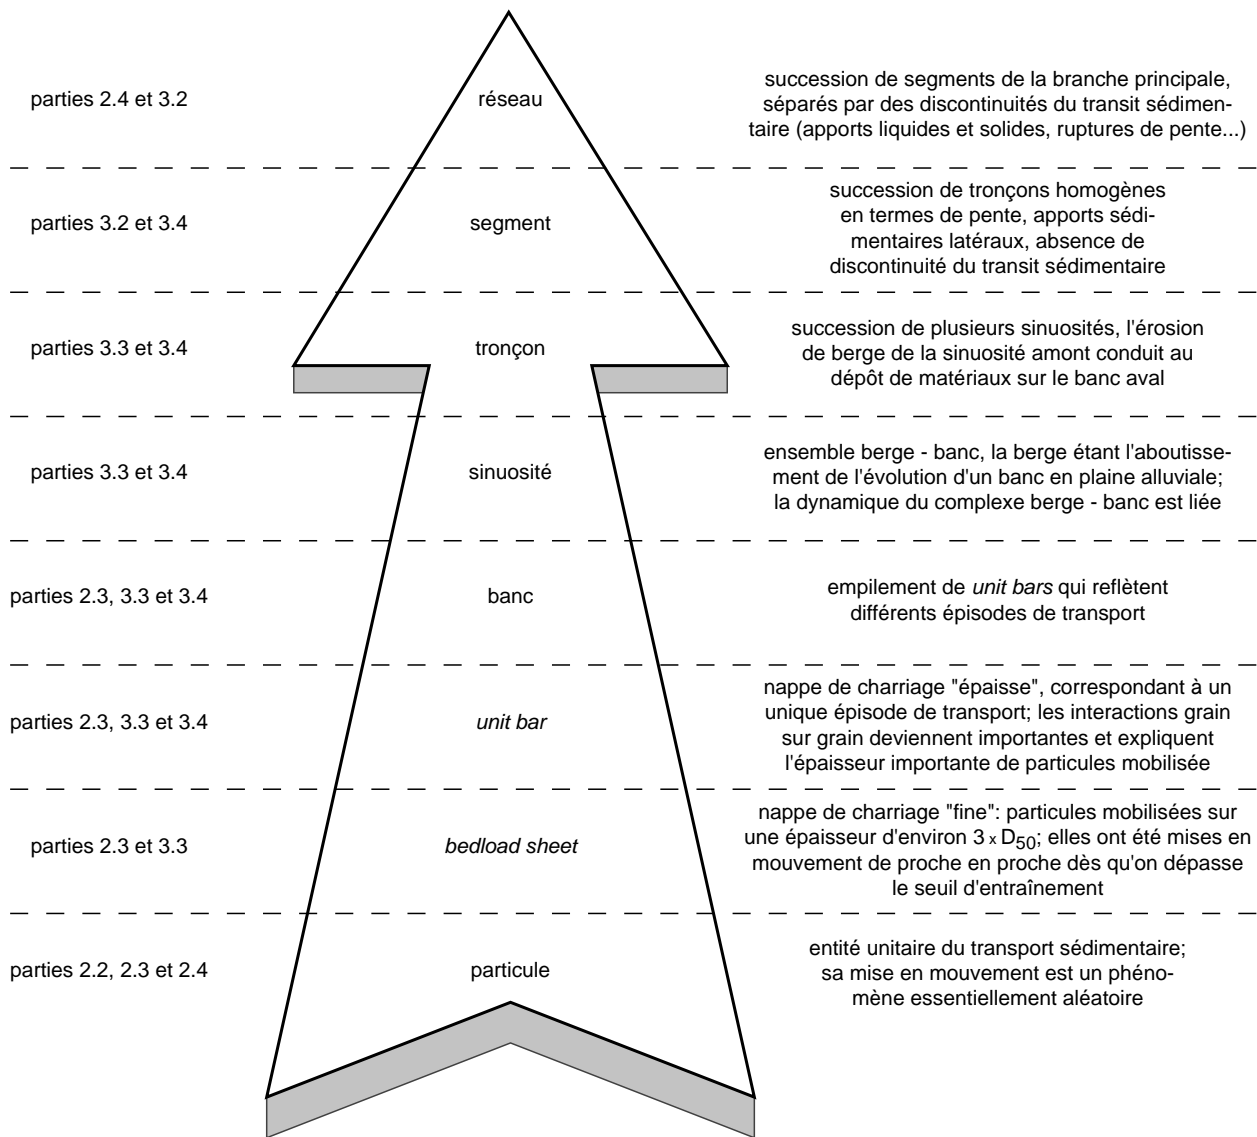 parties 2.4 et 3.2
réseau
succession de segments de la branche principale,
séparés par des discontinuités du transit sédimen-
taire (apports liquides et solides, ruptures de pente...)
parties 3.2 et 3.4
segment
succession de tronçons homogènes
en termes de pente, apports sédi-
mentaires latéraux, absence de
discontinuité du transit sédimentaire
parties 3.3 et 3.4
tronçon
succession de plusieurs sinuosités, l'érosion
de berge de la sinuosité amont conduit au
dépôt de matériaux sur le banc aval
parties 3.3 et 3.4
sinuosité
ensemble berge - banc, la berge étant l'aboutisse-
ment de l'évolution d'un banc en plaine alluviale;
la dynamique du complexe berge - banc est liée
parties 2.3, 3.3 et 3.4
banc
empilement de unit bars qui reflètent
différents épisodes de transport
parties 2.3, 3.3 et 3.4
unit bar
nappe de charriage "épaisse", correspondant à un
unique épisode de transport; les interactions grain
sur grain deviennent importantes et expliquent
l'épaisseur importante de particules mobilisée
parties 2.3 et 3.3
bedload sheet
nappe de charriage "fine": particules mobilisées sur
une épaisseur d'environ 3 x D50; elles ont été mises en
mouvement de proche en proche dès qu'on dépasse
le seuil d'entraînement
parties 2.2, 2.3 et 2.4
particule
entité unitaire du transport sédimentaire;
sa mise en mouvement est un phéno-
mène essentiellement aléatoire